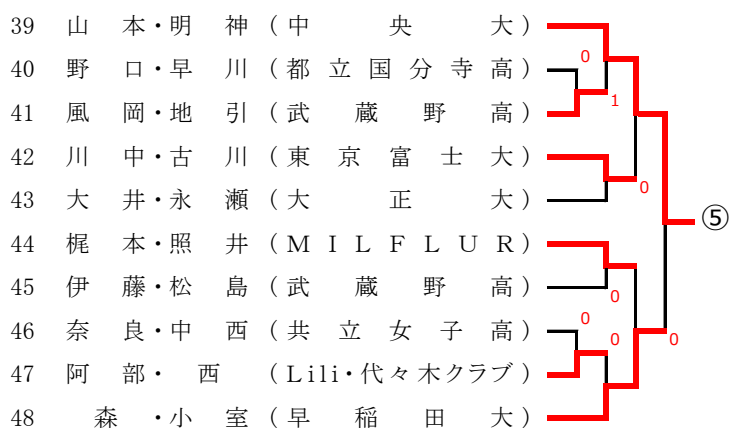 39 山本・明神（中央大）
0
40 野口・早川（都立国分寺高）
1
41 風岡・地引（武蔵野高）
42 川中・古川（東京富士大）
0
43 大井・永瀬（大正大）
⑤
44 梶本・照井（ＭＩＬＦＬＵＲ）
45 伊藤・松島（武蔵野高）
0
46 奈良・中西（共立女子高）
0
0
0
47 阿部・西（Lili・代々木クラブ）
48 森・小室（早稲田大）